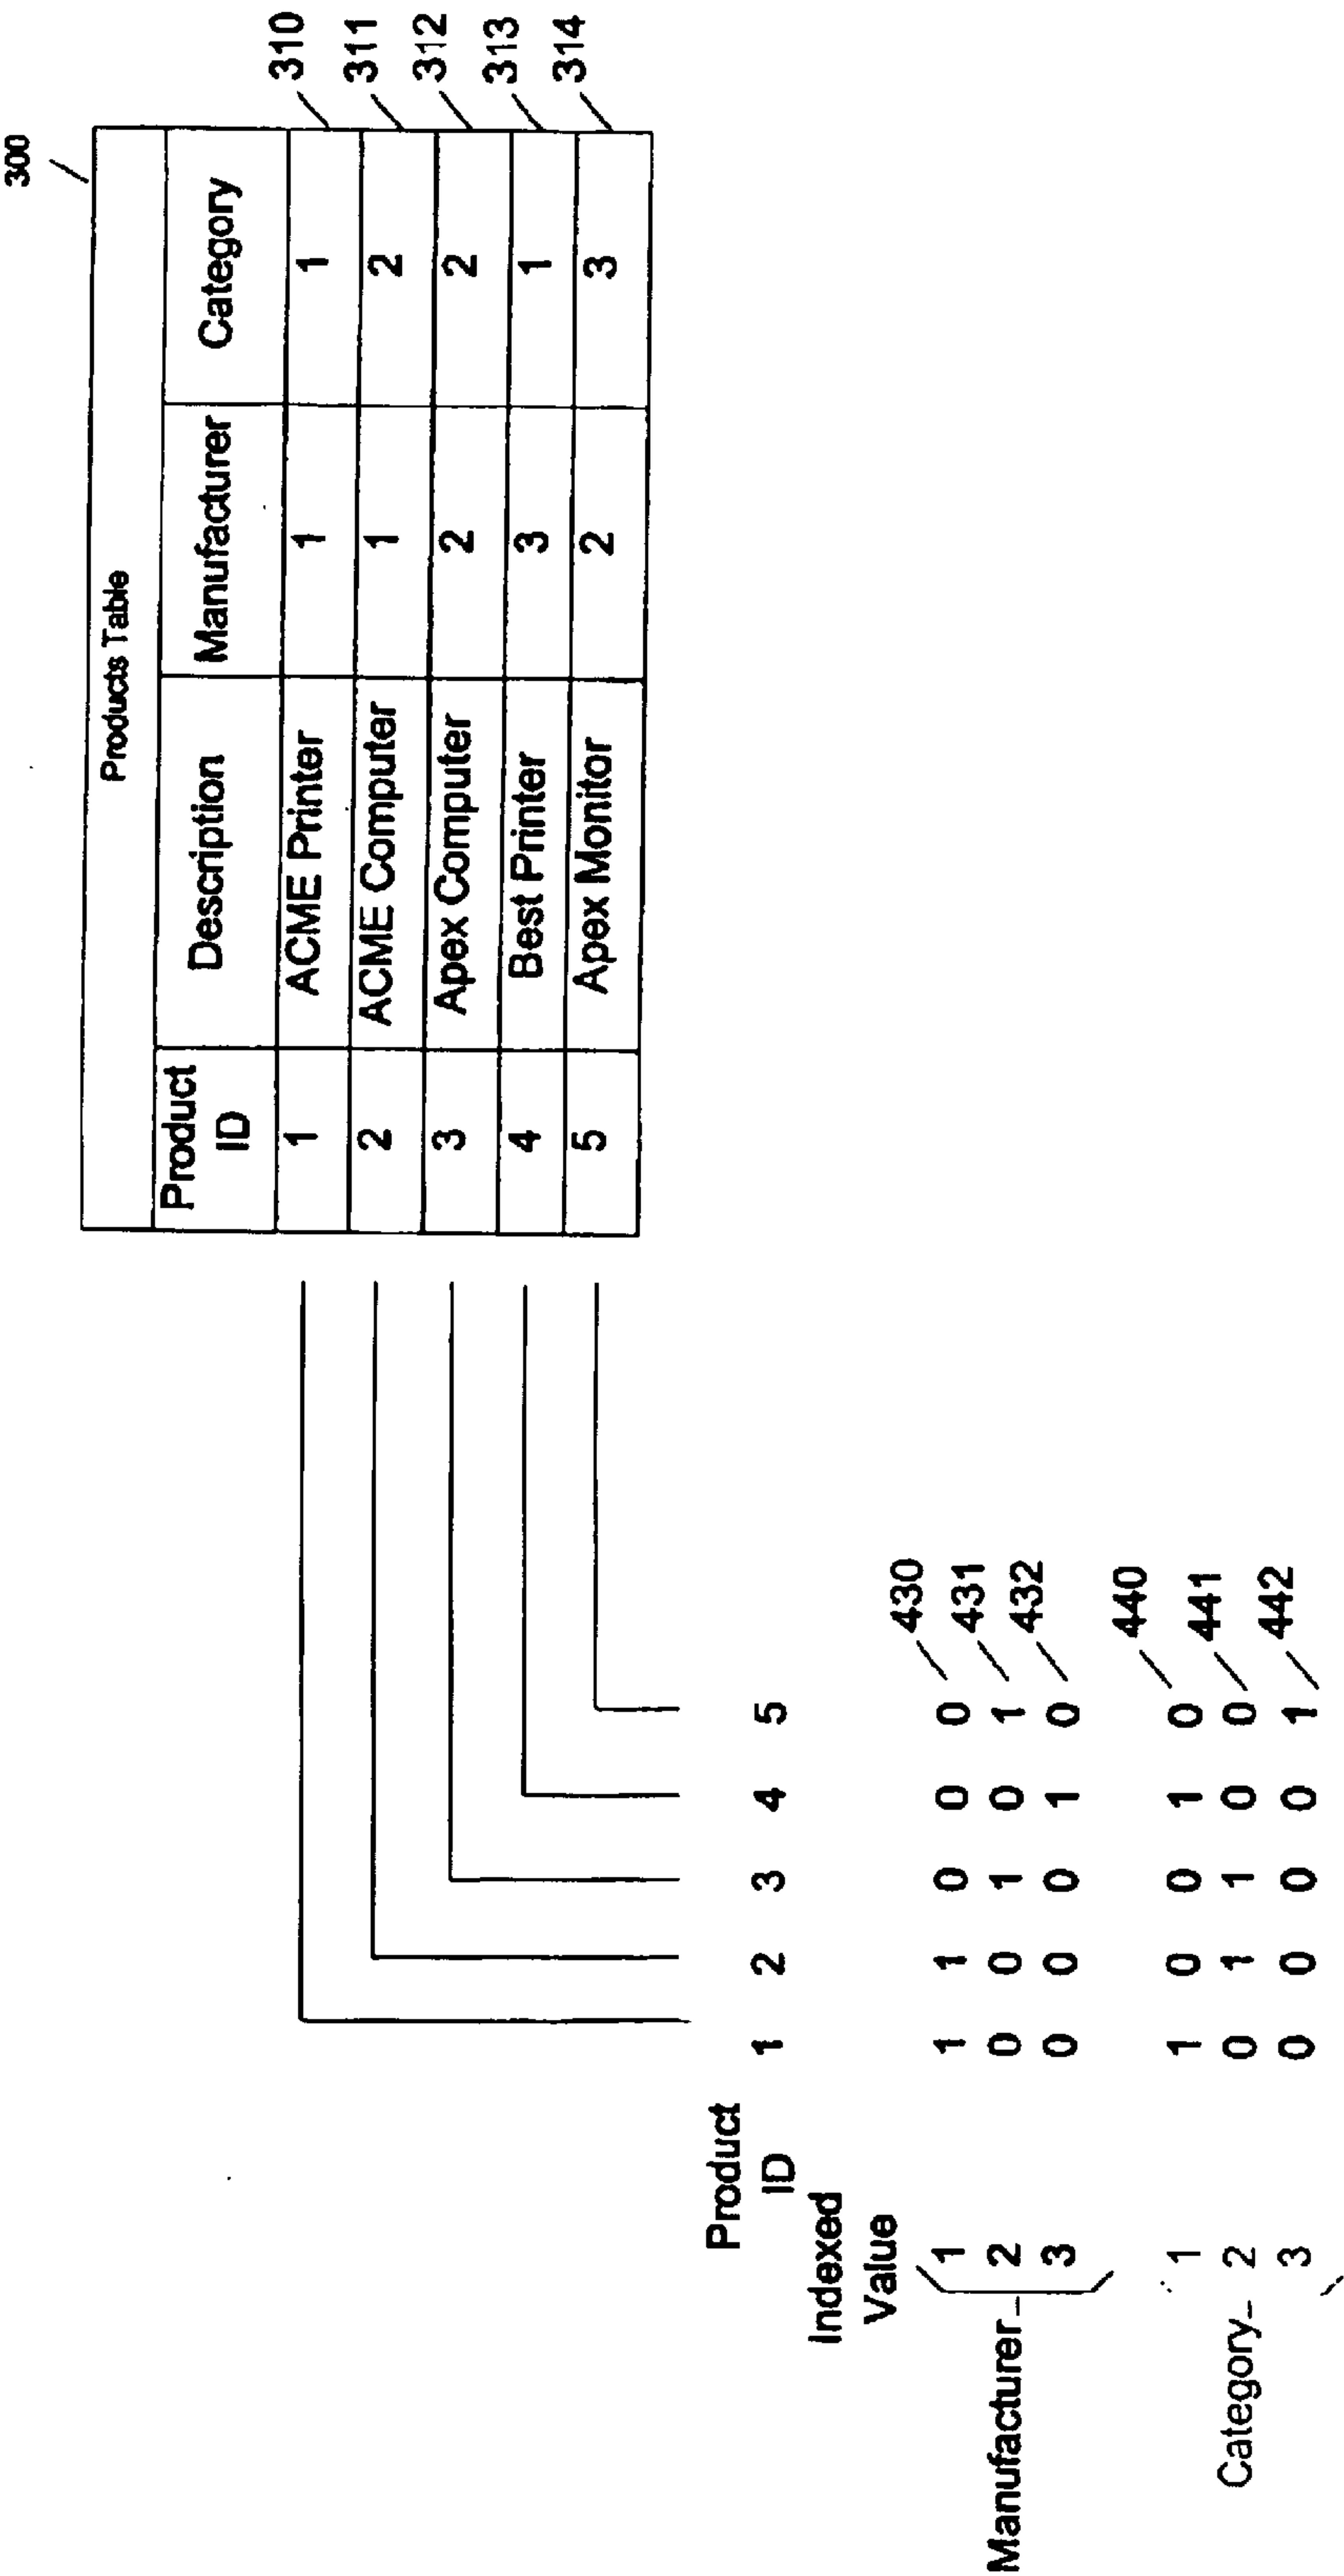 300
Products Table
Product ID Description Manufacturer Category
1 ACME Printer 1 1 310
2 ACME Computer 1 2 311
3 Apex Computer 2 2 312
4 Best Printer 3 1 313
5 Apex Monitor 2 3 314
Product ID 1 2 3 4 5
Indexed Value
Manufacturer
1 1 1 0 0 0 430
2 0 0 1 0 1 431
3 0 0 0 1 0 432
Category
1 1 0 0 1 0 440
2 0 1 1 0 0 441
3 0 0 0 0 1 442